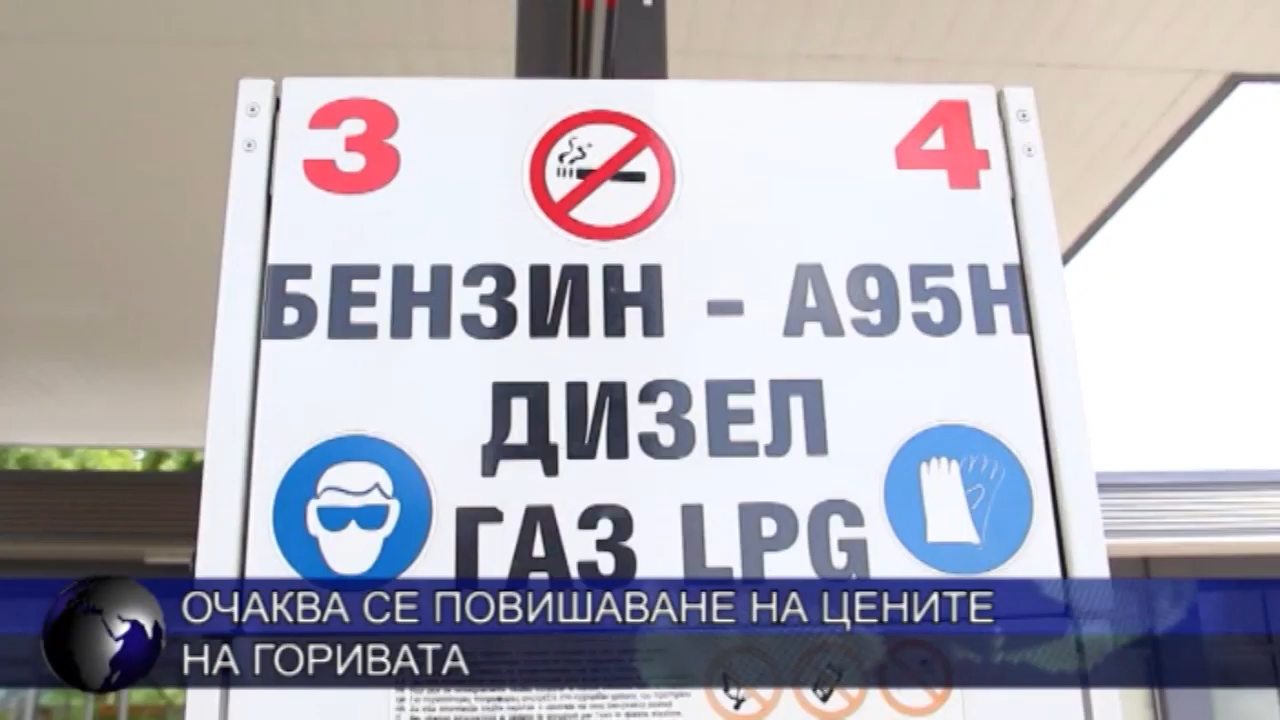 3 4
БЕНЗИН - А95Н
ДИЗЕЛ
ГАЗ LPG
ОЧАКВА СЕ ПОВИШАВАНЕ НА ЦЕНИТЕ
НА ГОРИВАТА